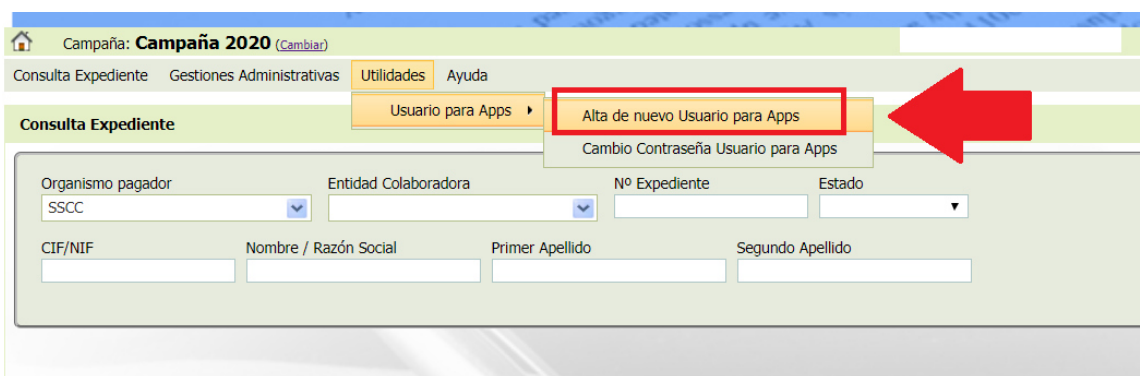 Campaña: Campaña 2020 (Cambiar)
Consulta Expediente Gestiones Administrativas Utilidades Ayuda
Usuario para Apps
Alta de nuevo Usuario para Apps
Cambio Contraseña Usuario para Apps
Consulta Expediente
Organismo pagador Entidad Colaboradora Nº Expediente Estado
SSCC
CIF/NIF Nombre / Razón Social Primer Apellido Segundo Apellido